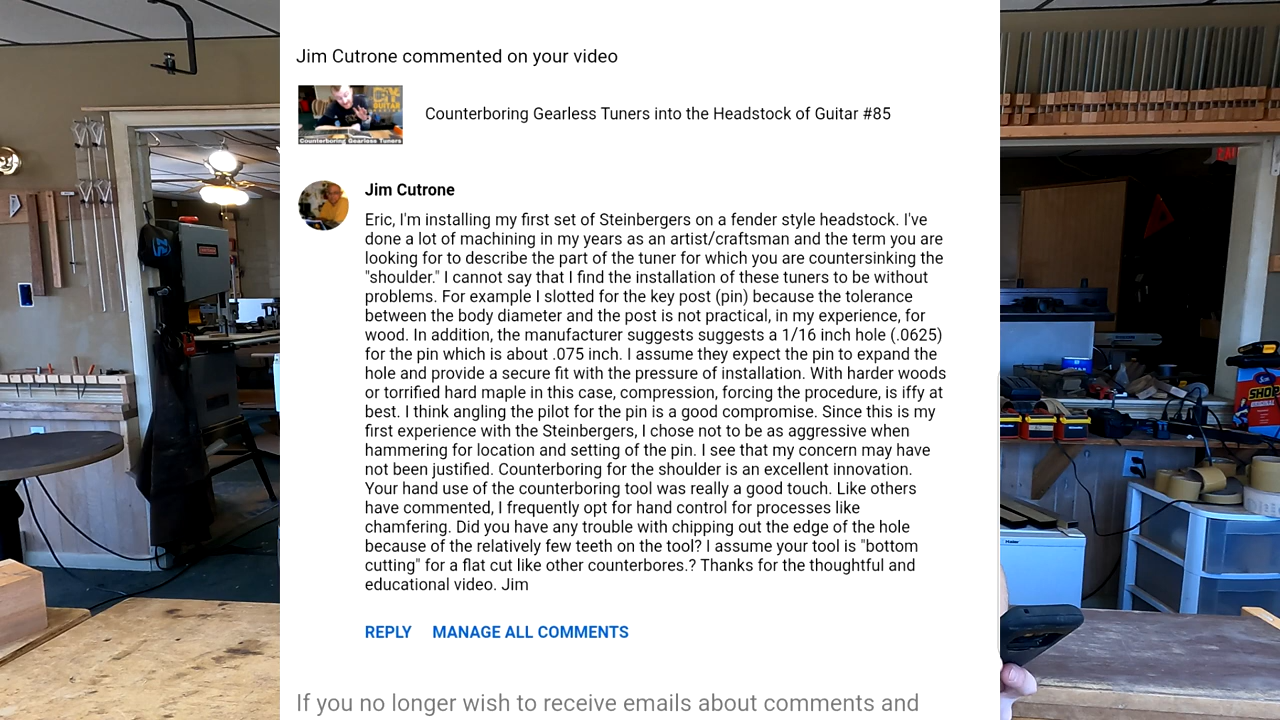 Jim Cutrone commented on your video
DIY
GUITAR
Counterboring Gearless Tuners
Counterboring Gearless Tuners into the Headstock of Guitar #85
Jim Cutrone
Eric, I'm installing my first set of Steinbergers on a fender style headstock. I've
done a lot of machining in my years as an artist/craftsman and the term you are
looking for to describe the part of the tuner for which you are countersinking the
"shoulder." I cannot say that I find the installation of these tuners to be without
problems. For example I slotted for the key post (pin) because the tolerance
between the body diameter and the post is not practical, in my experience, for
wood. In addition, the manufacturer suggests suggests a 1/16 inch hole (.0625)
for the pin which is about .075 inch. I assume they expect the pin to expand the
hole and provide a secure fit with the pressure of installation. With harder woods
or torrified hard maple in this case, compression, forcing the procedure, is iffy at
best. I think angling the pilot for the pin is a good compromise. Since this is my
first experience with the Steinbergers, I chose not to be as aggressive when
hammering for location and setting of the pin. I see that my concern may have
not been justified. Counterboring for the shoulder is an excellent innovation.
Your hand use of the counterboring tool was really a good touch. Like others
have commented, I frequently opt for hand control for processes like
chamfering. Did you have any trouble with chipping out the edge of the hole
because of the relatively few teeth on the tool? I assume your tool is "bottom
cutting" for a flat cut like other counterbores.? Thanks for the thoughtful and
educational video. Jim
REPLY MANAGE ALL COMMENTS
If you no longer wish to receive emails about comments and
SHOP